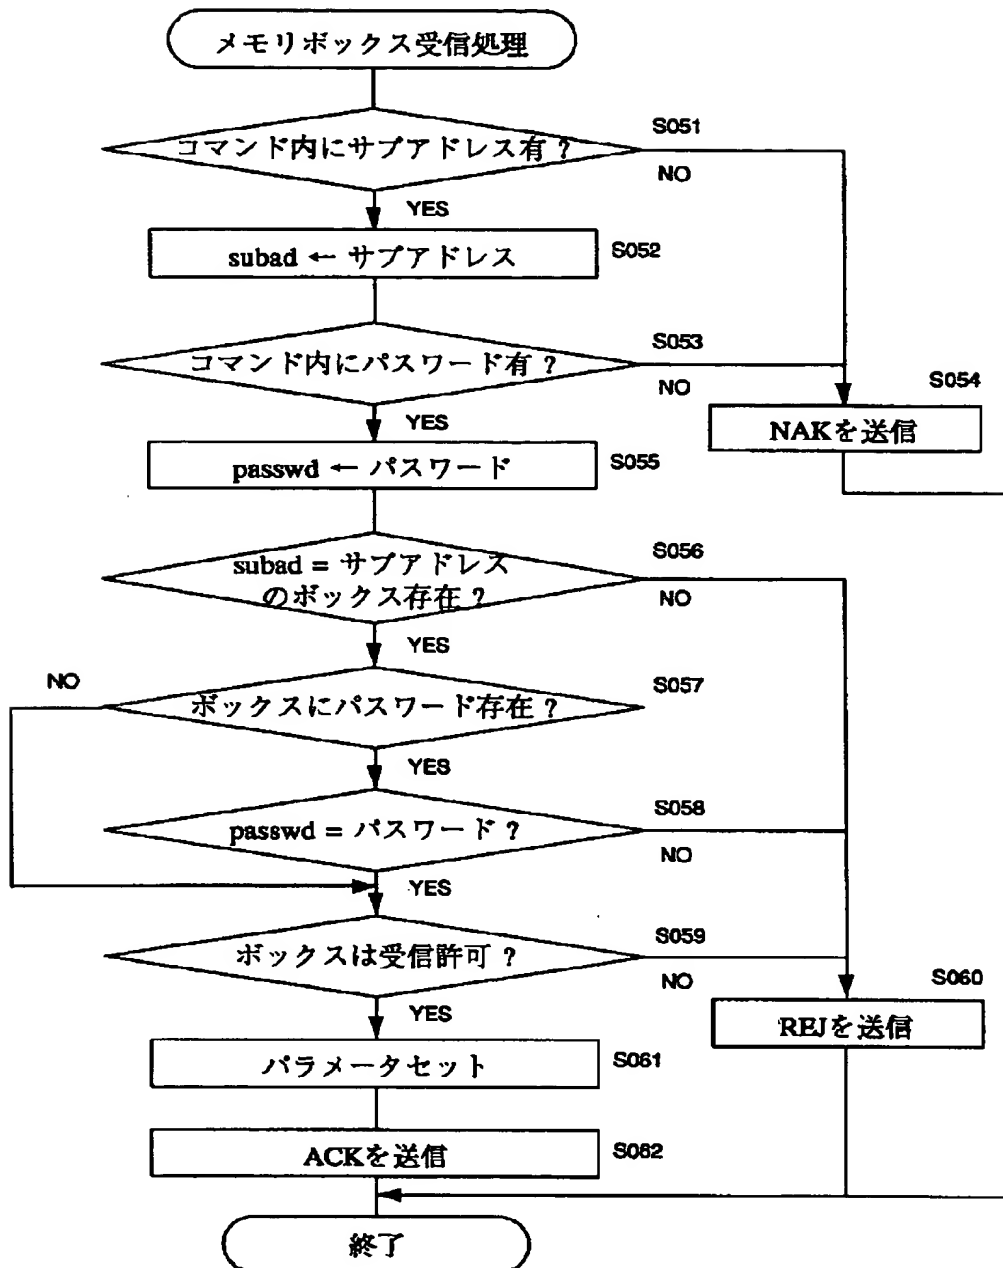 メモリボックス受信処理
コマンド内にサブアドレス有 ?
S051
NO
YES
subad ← サブアドレス
S052
コマンド内にパスワード有 ?
S053
NO
YES
S054
NAKを送信
passwd ← パスワード
S055
subad = サブアドレス
のボックス存在 ?
S056
NO
YES
NO
ボックスにパスワード存在 ?
S057
YES
passwd = パスワード ?
S058
NO
YES
ボックスは受信許可 ?
S059
NO
YES
S060
REJを送信
パラメータセット
S061
ACKを送信
S062
終了